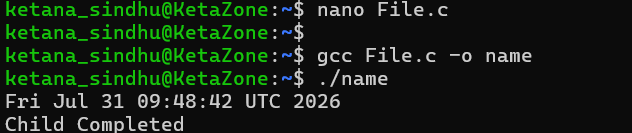 ketana_sindhu@KetaZone:~$ nano File.c
ketana_sindhu@KetaZone:~$
ketana_sindhu@KetaZone:~$ gcc File.c -o name
ketana_sindhu@KetaZone:~$ ./name
Fri Jul 31 09:48:42 UTC 2026
Child Completed